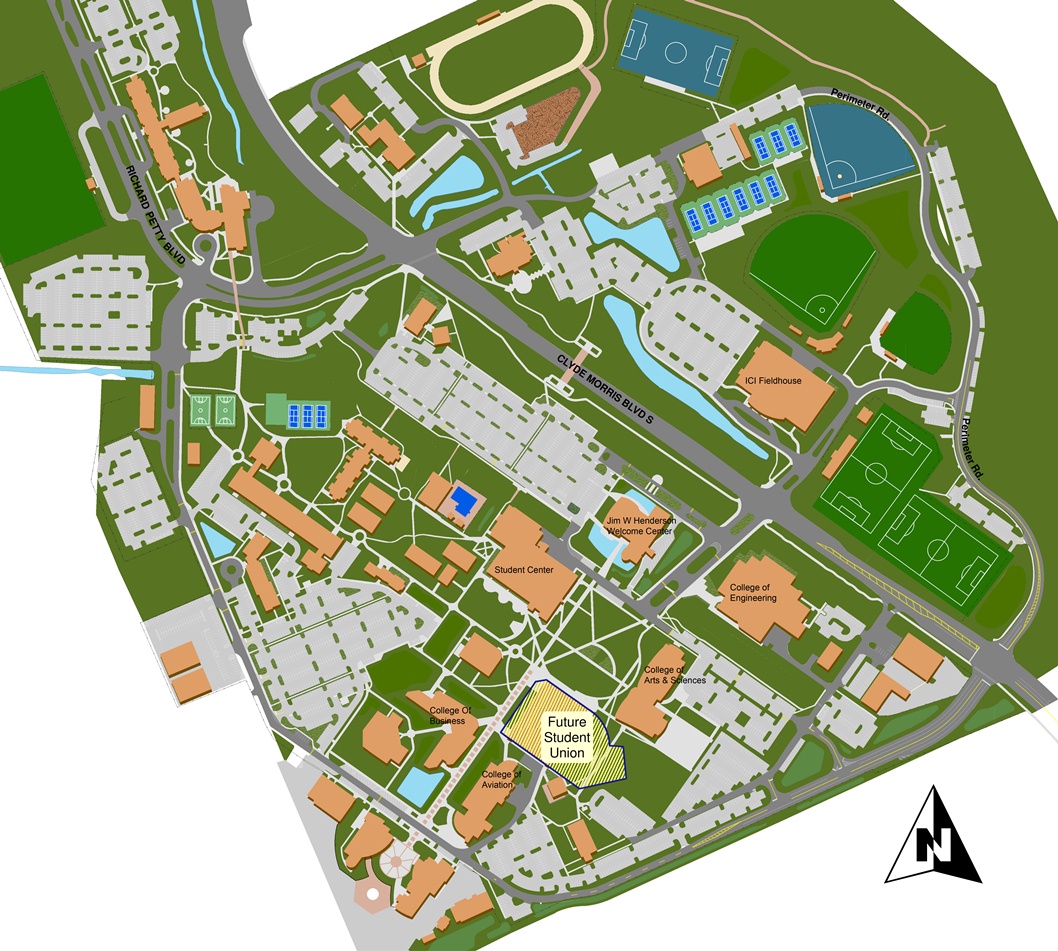 Perimeter Rd.
RICHARD PETTY BLVD
CLYDE MORRIS BLVD S
ICI Fieldhouse
Perimeter Rd.
Jim W Henderson
Welcome Center
Student Center
College of
Engineering
College of
Arts & Sciences
College Of
Business
Future
Student
Union
College of
Aviation
N